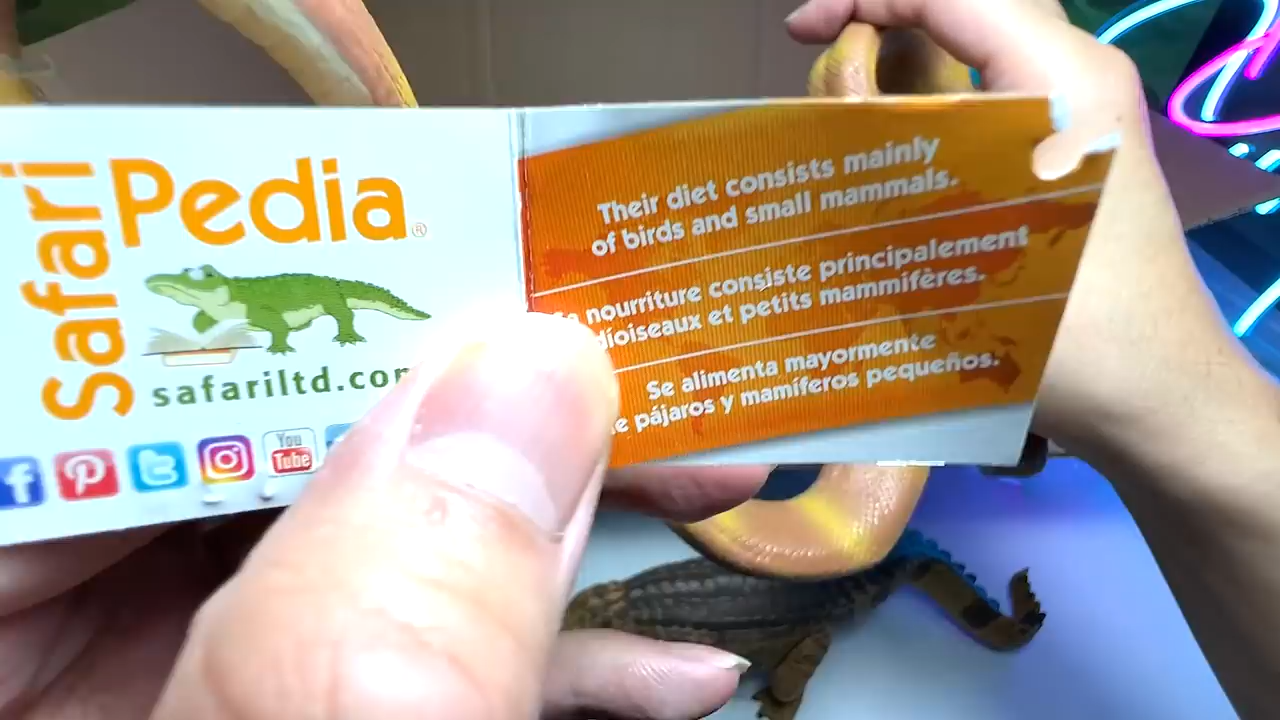 Safari
Pedia®
safariltd.com
f
You
Tube
Their diet consists mainly
of birds and small mammals.
nourriture consiste principalement
díoiseaux et petits mammifères.
Se alimenta mayormente
pájaros y mamíferos pequeños.